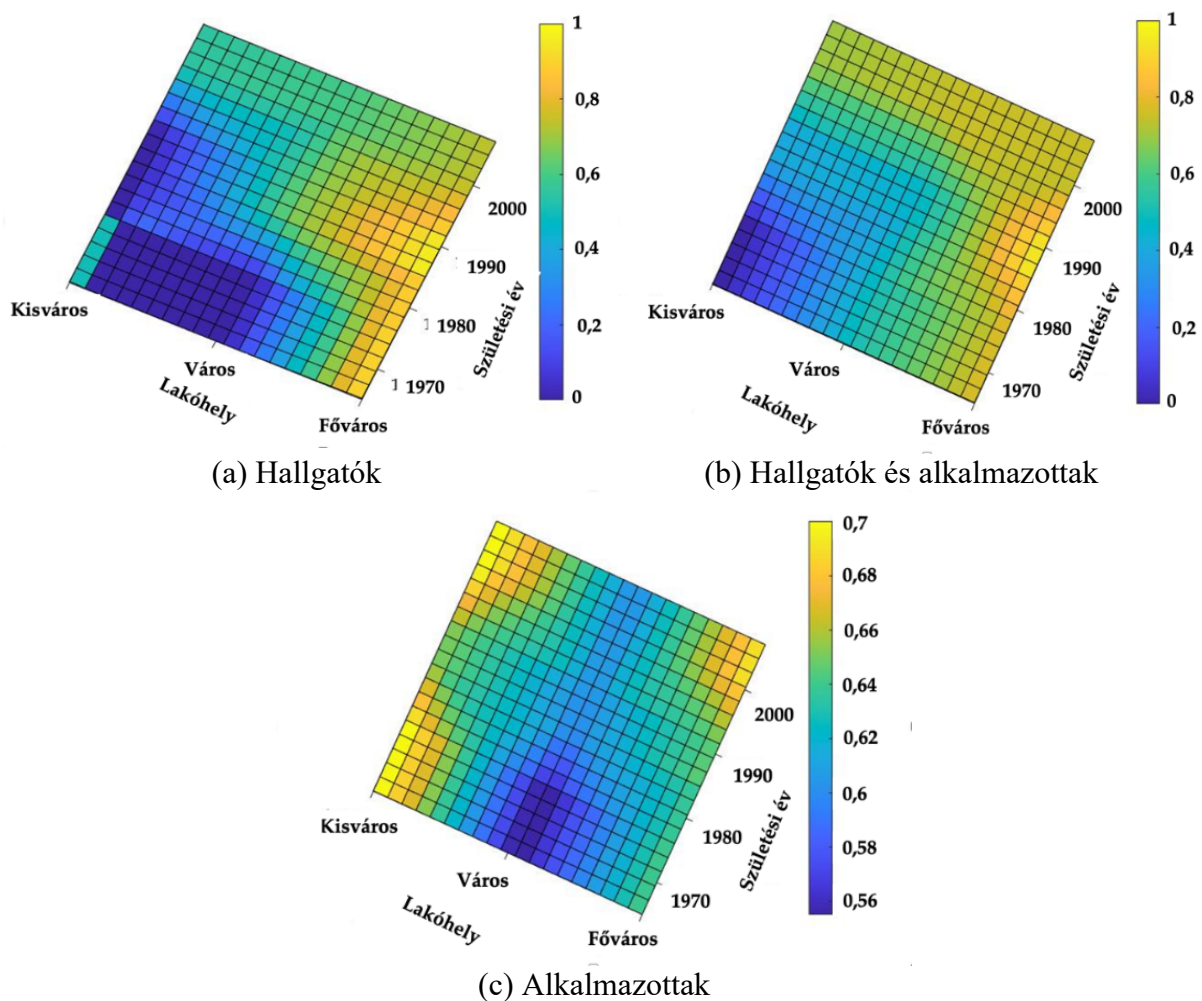 1
0,8
0,6
0,4
0,2
0
2000
1990
1980
1970
Születési év
Kisváros
Város
Főváros
Lakóhely
(a) Hallgatók
1
0,8
0,6
0,4
0,2
0
2000
1990
1980
1970
Születési év
Kisváros
Város
Főváros
Lakóhely
(b) Hallgatók és alkalmazottak
0,7
0,68
0,66
0,64
0,62
0,6
0,58
0,56
2000
1990
1980
1970
Születési év
Kisváros
Város
Főváros
Lakóhely
(c) Alkalmazottak